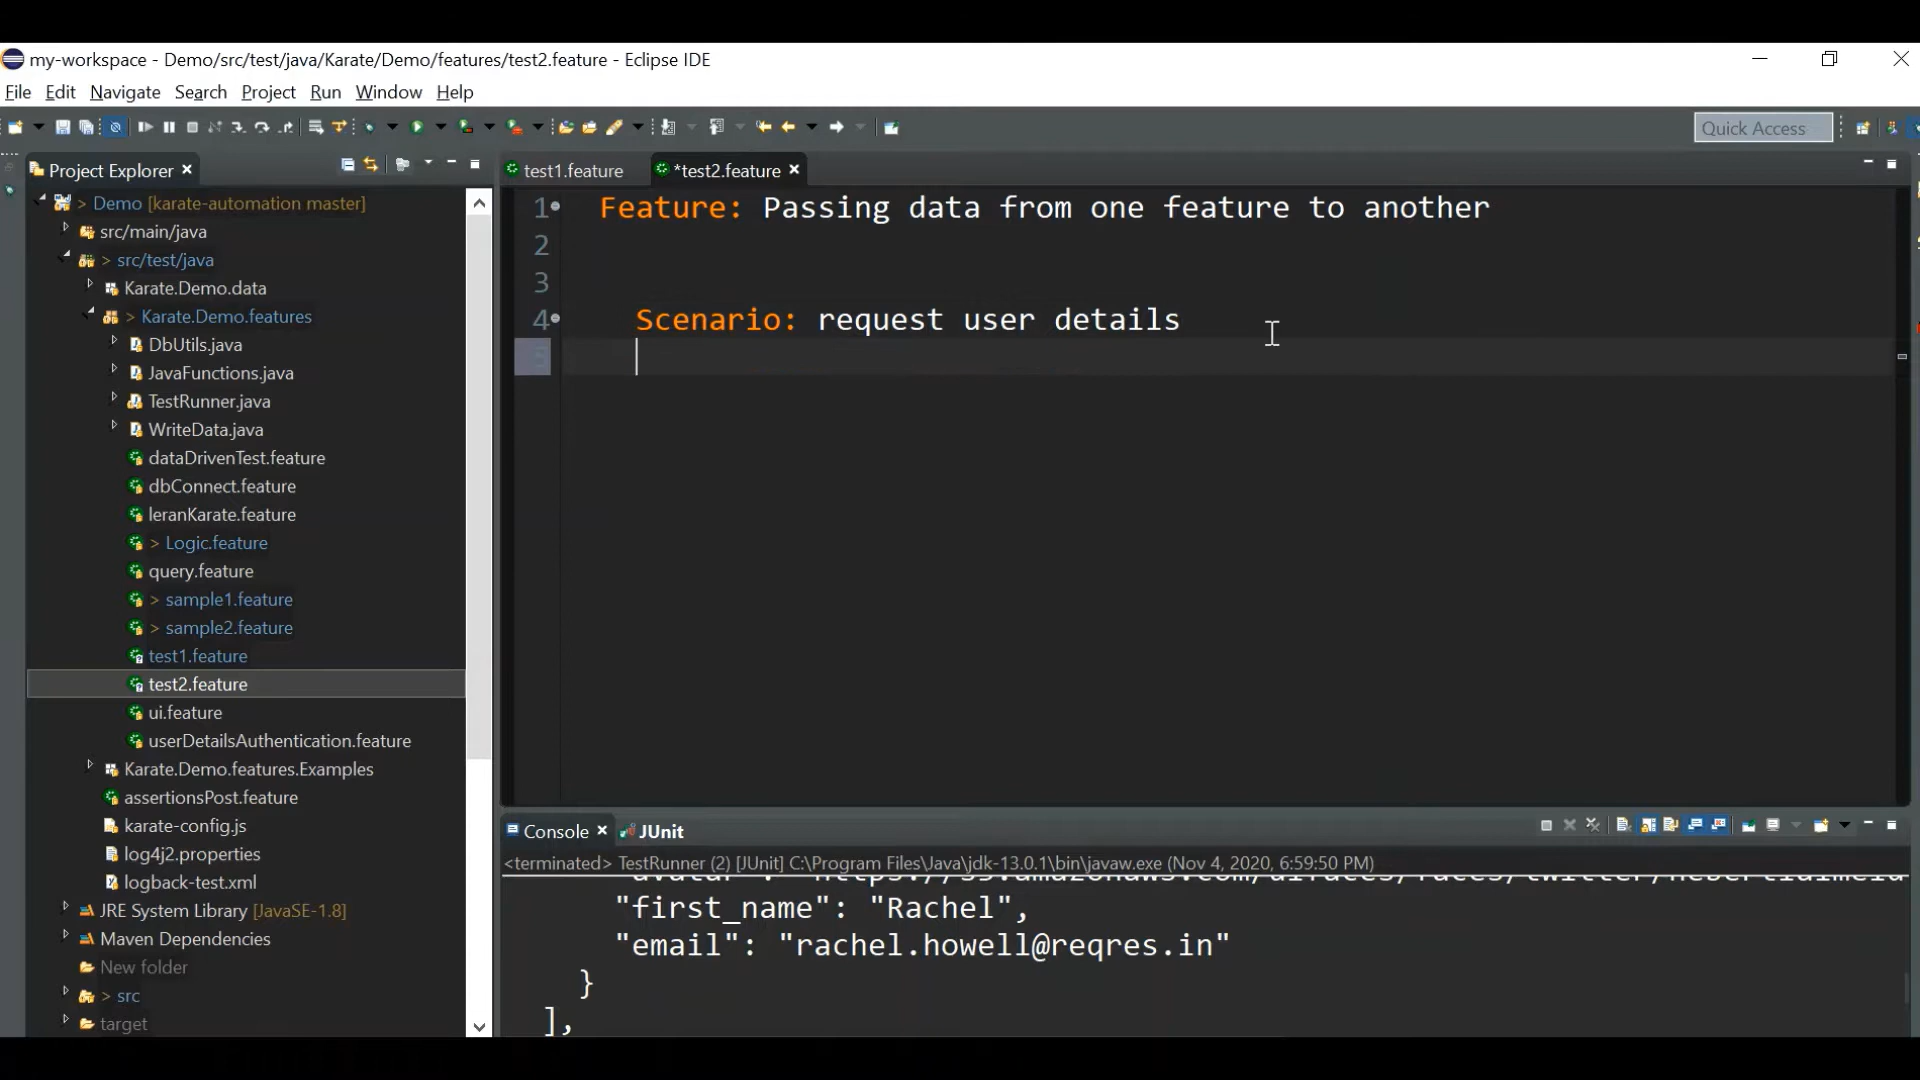 my-workspace - Demo/src/test/java/Karate/Demo/features/test2.feature - Eclipse IDE
File Edit Navigate Search Project Run Window Help
Quick Access
Project Explorer
Demo [karate-automation master]
src/main/java
> src/test/java
Karate.Demo.data
> Karate.Demo.features
DbUtils.java
JavaFunctions.java
TestRunner.java
WriteData.java
dataDrivenTest.feature
dbConnect.feature
leranKarate.feature
> Logic.feature
query.feature
> sample1.feature
> sample2.feature
test1.feature
test2.feature
ui.feature
userDetailsAuthentication.feature
Karate.Demo.features.Examples
assertionsPost.feature
karate-config.js
log4j2.properties
logback-test.xml
JRE System Library [JavaSE-1.8]
Maven Dependencies
New folder
> src
target
test1.feature *test2.feature
1 Feature: Passing data from one feature to another
2
3
4 Scenario: request user details
5
Console JUnit
<terminated> TestRunner (2) [JUnit] C:\Program Files\Java\jdk-13.0.1\bin\javaw.exe (Nov 4, 2020, 6:59:50 PM)
"first_name": "Rachel",
"email": "rachel.howell@reqres.in"
}
],